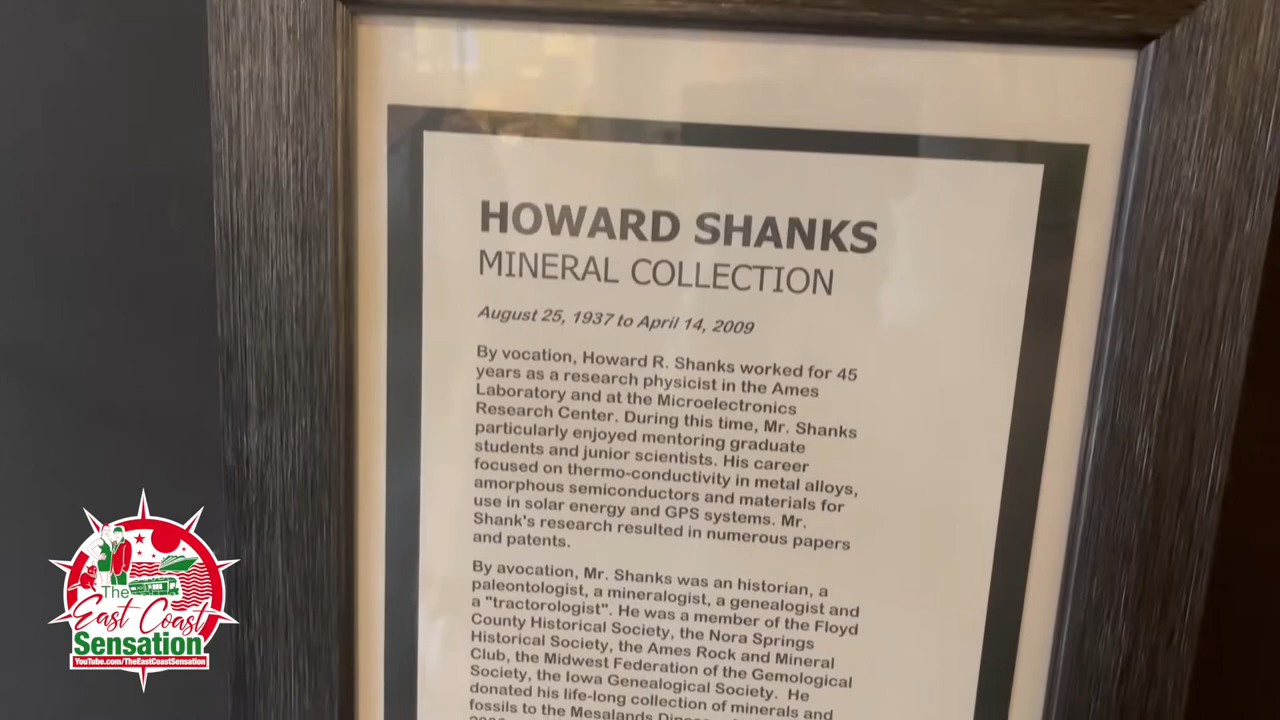 HOWARD SHANKS
MINERAL COLLECTION
August 25, 1937 to April 14, 2009
By vocation, Howard R. Shanks worked for 45
years as a research physicist in the Ames
Laboratory and at the Microelectronics
Research Center. During this time, Mr. Shanks
particularly enjoyed mentoring graduate
students and junior scientists. His career
focused on thermo-conductivity in metal alloys,
amorphous semiconductors and materials for
use in solar energy and GPS systems. Mr.
Shank's research resulted in numerous papers
and patents.
By avocation, Mr. Shanks was an historian, a
paleontologist, a mineralogist, a genealogist and
a "tractorologist". He was a member of the Floyd
County Historical Society, the Nora Springs
Historical Society, the Ames Rock and Mineral
Club, the Midwest Federation of the Gemological
Society, the Iowa Genealogical Society. He
donated his life-long collection of minerals and
fossils to the Mesalands
The
East Coast
Sensation
YouTube.com/TheEastCoastSensation